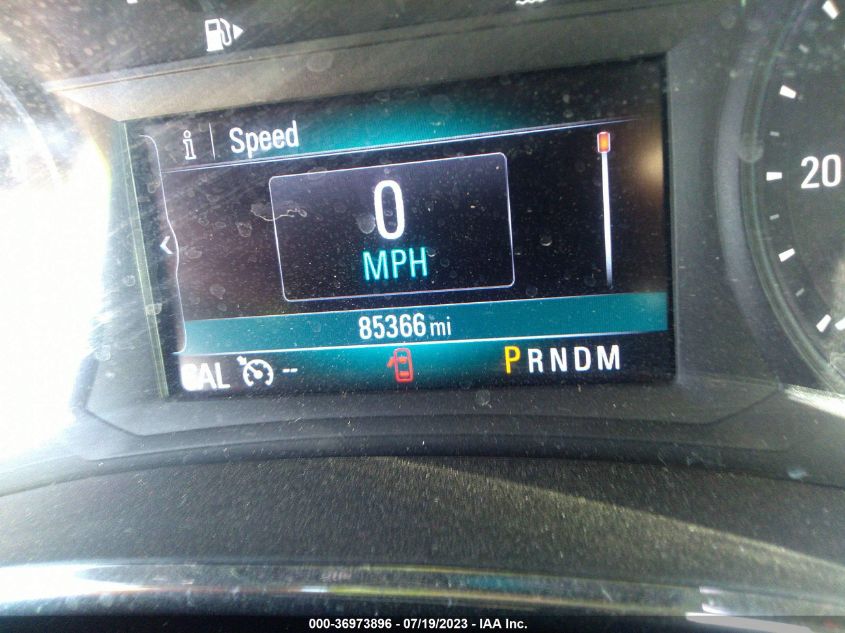 Speed
0
MPH
20
85366 mi
--
PRNDM
000-36973896 - 07/19/2023 - IAA Inc.